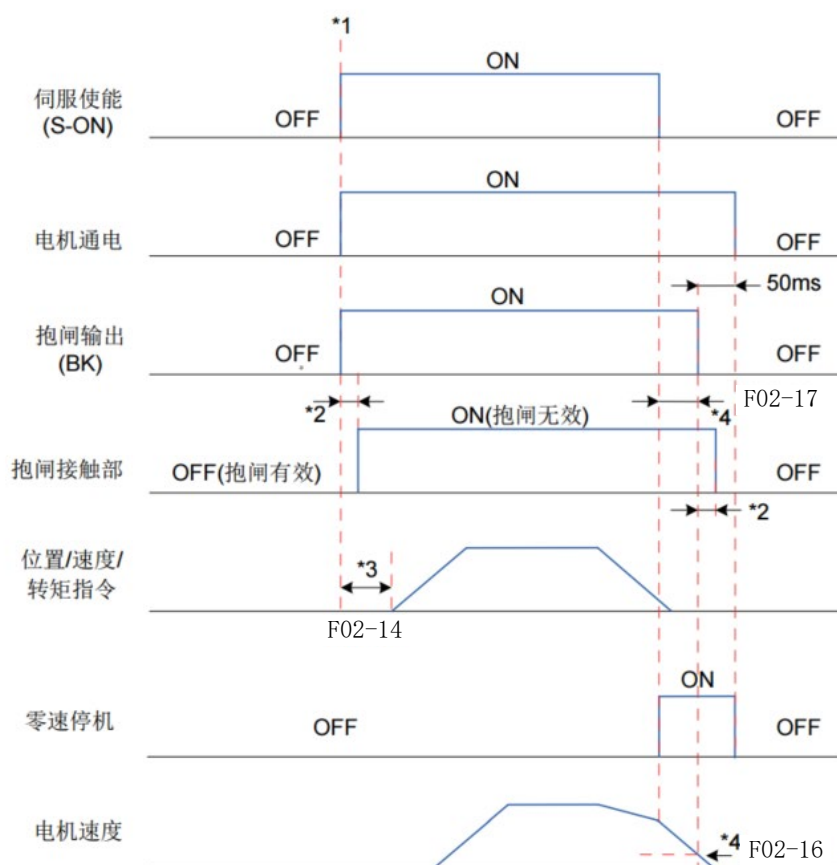 *1
伺服使能
(S-ON)
OFF
ON
OFF
电机通电
OFF
ON
OFF
50ms
抱闸输出
(BK)
OFF
ON
OFF
*2
*4
F02-17
抱闸接触部
OFF(抱闸有效)
ON(抱闸无效)
OFF
*2
位置/速度/
转矩指令
*3
F02-14
零速停机
OFF
ON
OFF
电机速度
*4
F02-16